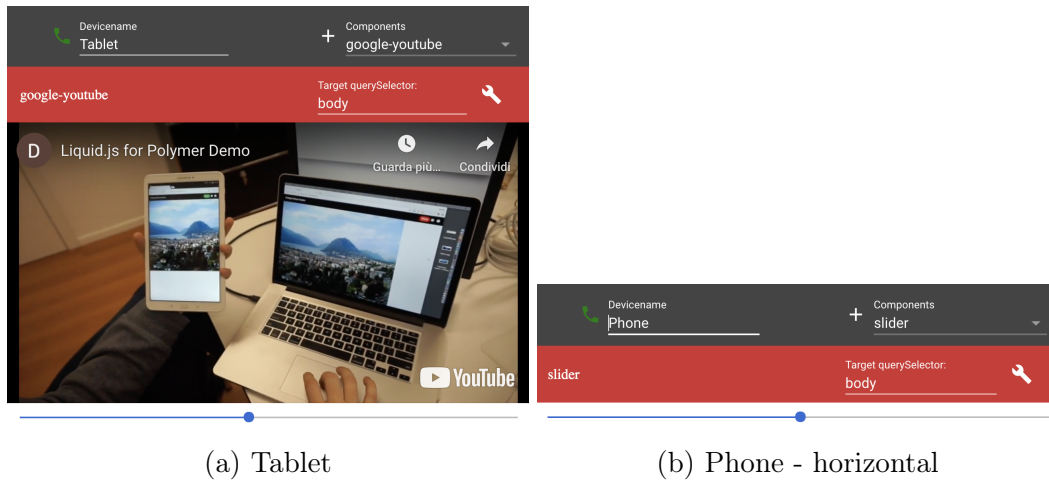 Devicename
Tablet
Components
google-youtube
google-youtube
Target querySelector:
body
D
Liquid.js for Polymer Demo
Guarda più...
Condividi
YouTube
(a) Tablet
Devicename
Phone
Components
slider
slider
Target querySelector:
body
(b) Phone - horizontal